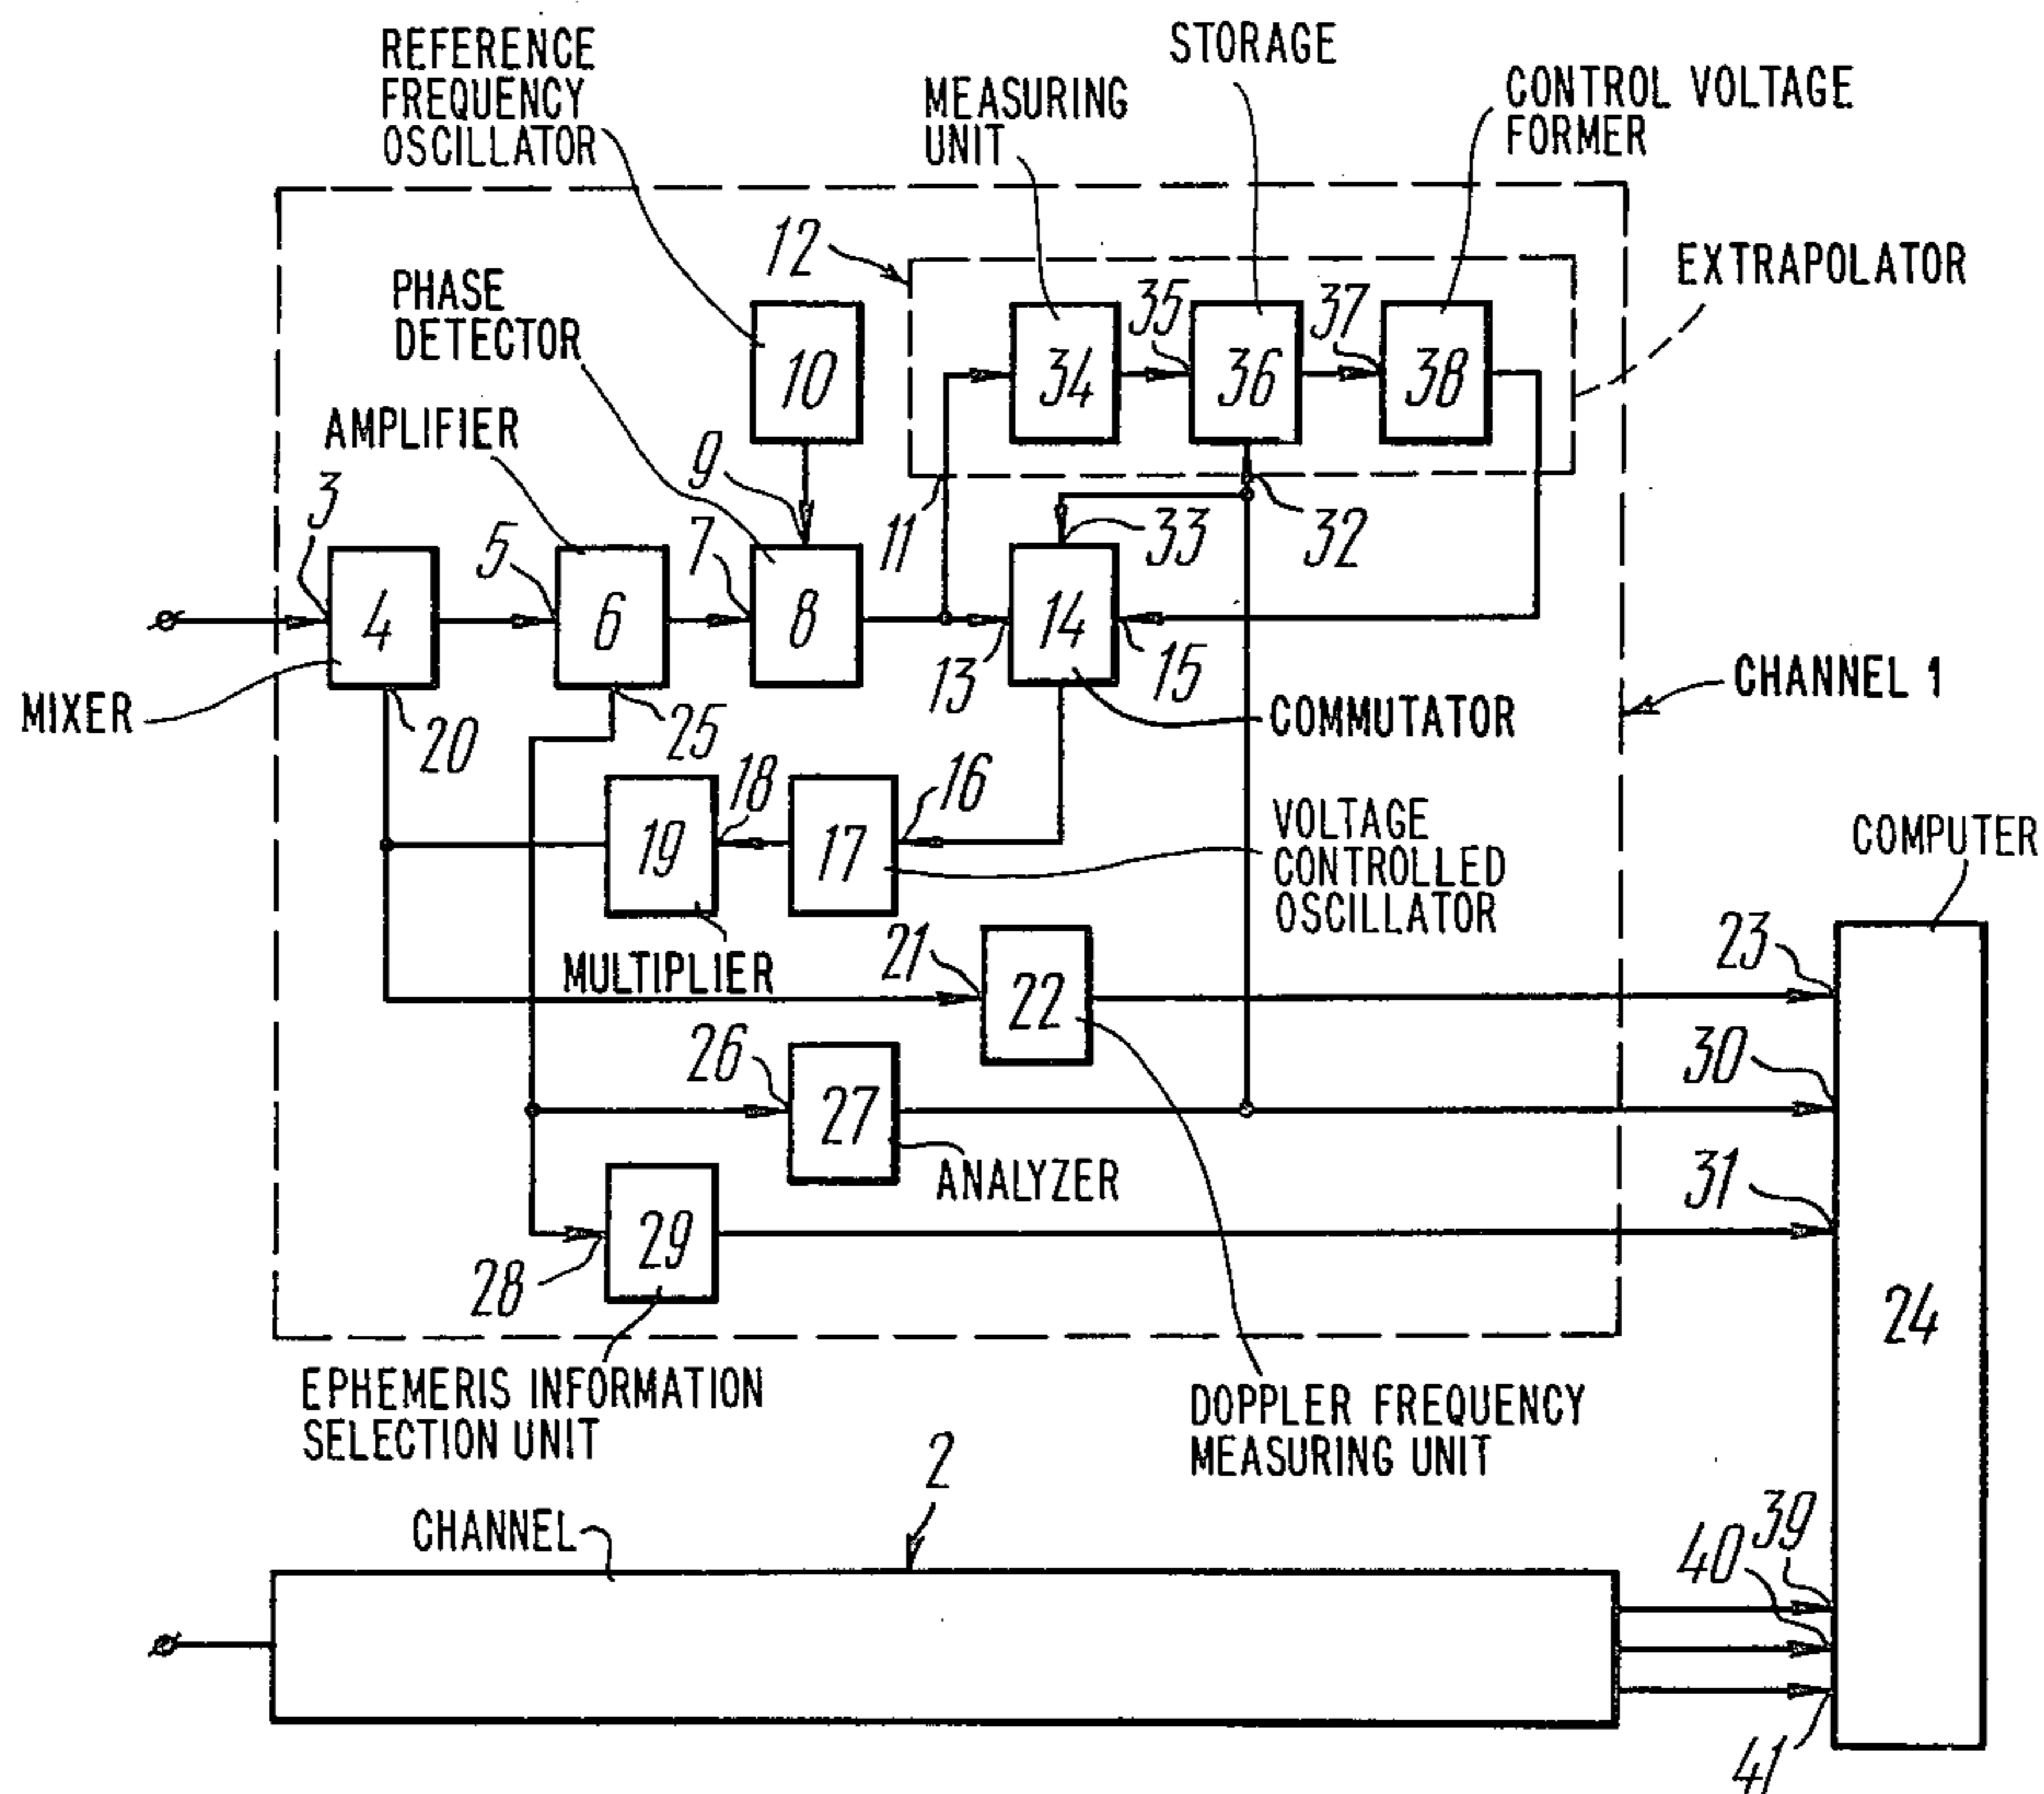 REFERENCE
FREQUENCY
OSCILLATOR
STORAGE
MEASURING
UNIT
CONTROL VOLTAGE
FORMER
12
EXTRAPOLATOR
PHASE
DETECTOR
10
34
35
36
37
38
AMPLIFIER
9
11
33
32
3
5
7
4
6
8
13
14
15
MIXER
20
25
COMMUTATOR
CHANNEL 1
19
18
17
16
VOLTAGE
CONTROLLED
OSCILLATOR
COMPUTER
MULTIPLIER
21
22
23
26
27
30
ANALYZER
28
29
31
24
EPHEMERIS INFORMATION
SELECTION UNIT
DOPPLER FREQUENCY
MEASURING UNIT
2
CHANNEL
40
39
41